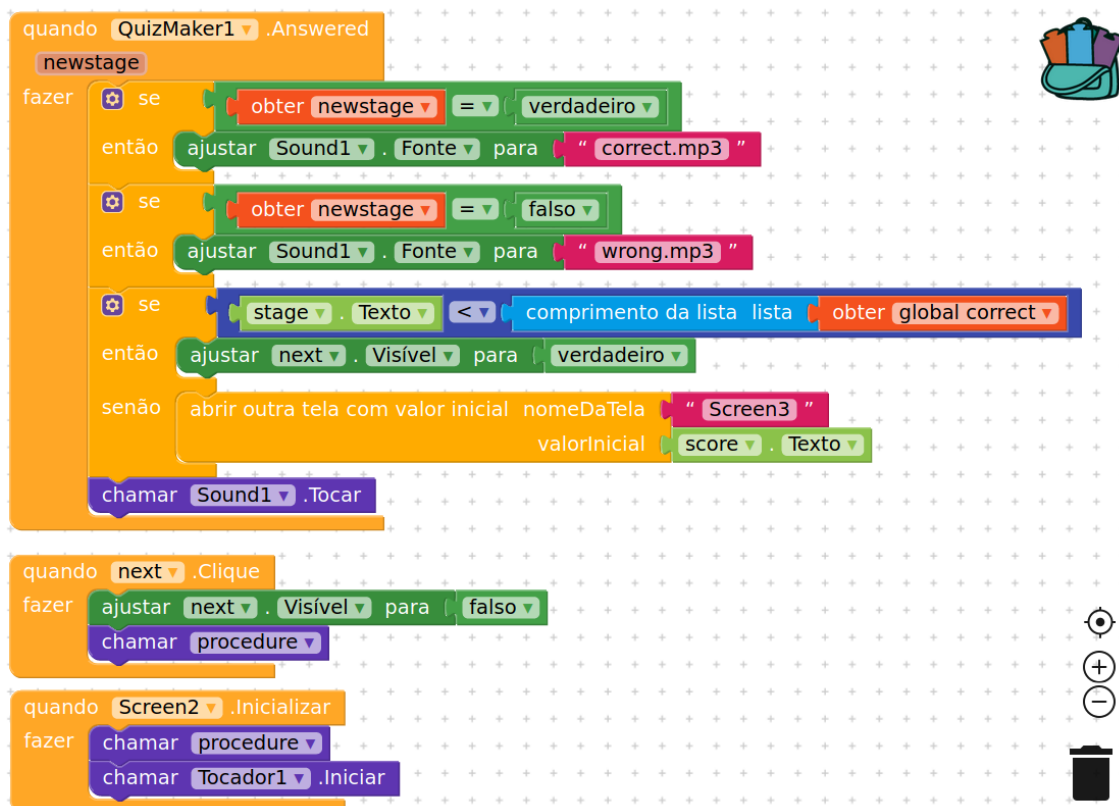 quando QuizMaker1 .Answered
newstage
fazer se obter newstage = verdadeiro
então ajustar Sound1 . Fonte para “ correct.mp3 ”
se obter newstage = falso
então ajustar Sound1 . Fonte para “ wrong.mp3 ”
se stage . Texto < comprimento da lista lista obter global correct
então ajustar next . Visível para verdadeiro
senão abrir outra tela com valor inicial nomeDaTela “ Screen3 ”
valorInicial score . Texto
chamar Sound1 .Tocar
quando next .Clique
fazer ajustar next . Visível para falso
chamar procedure
quando Screen2 .Inicializar
fazer chamar procedure
chamar Tocador1 .Iniciar